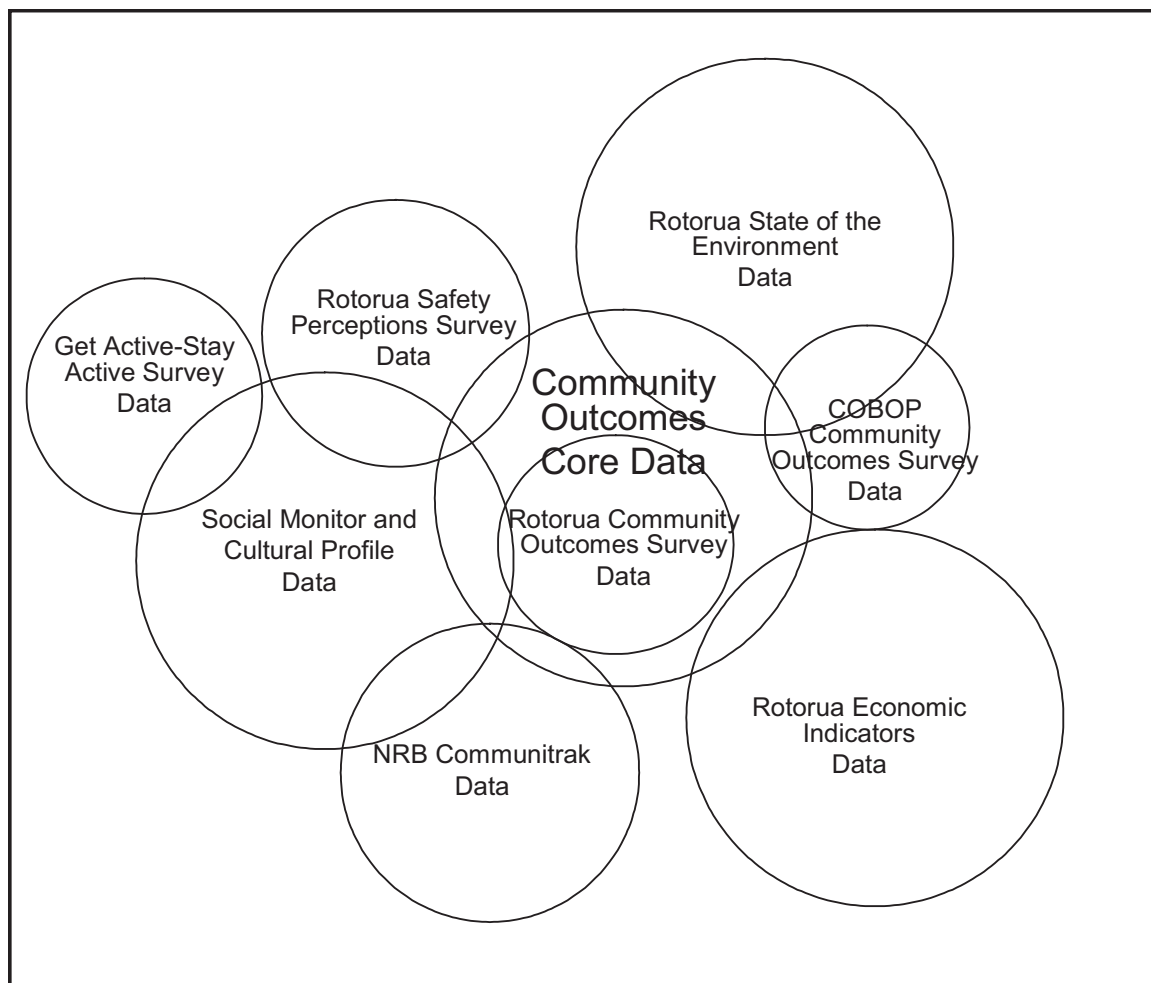 Rotorua State of the
Environment
Data
Rotorua Safety
Perceptions Survey
Data
Get Active-Stay
Active Survey
Data
Community
Outcomes
Core Data
COBOP
Community
Outcomes Survey
Data
Social Monitor and
Cultural Profile
Data
Rotorua Community
Outcomes Survey
Data
NRB Communitrak
Data
Rotorua Economic
Indicators
Data